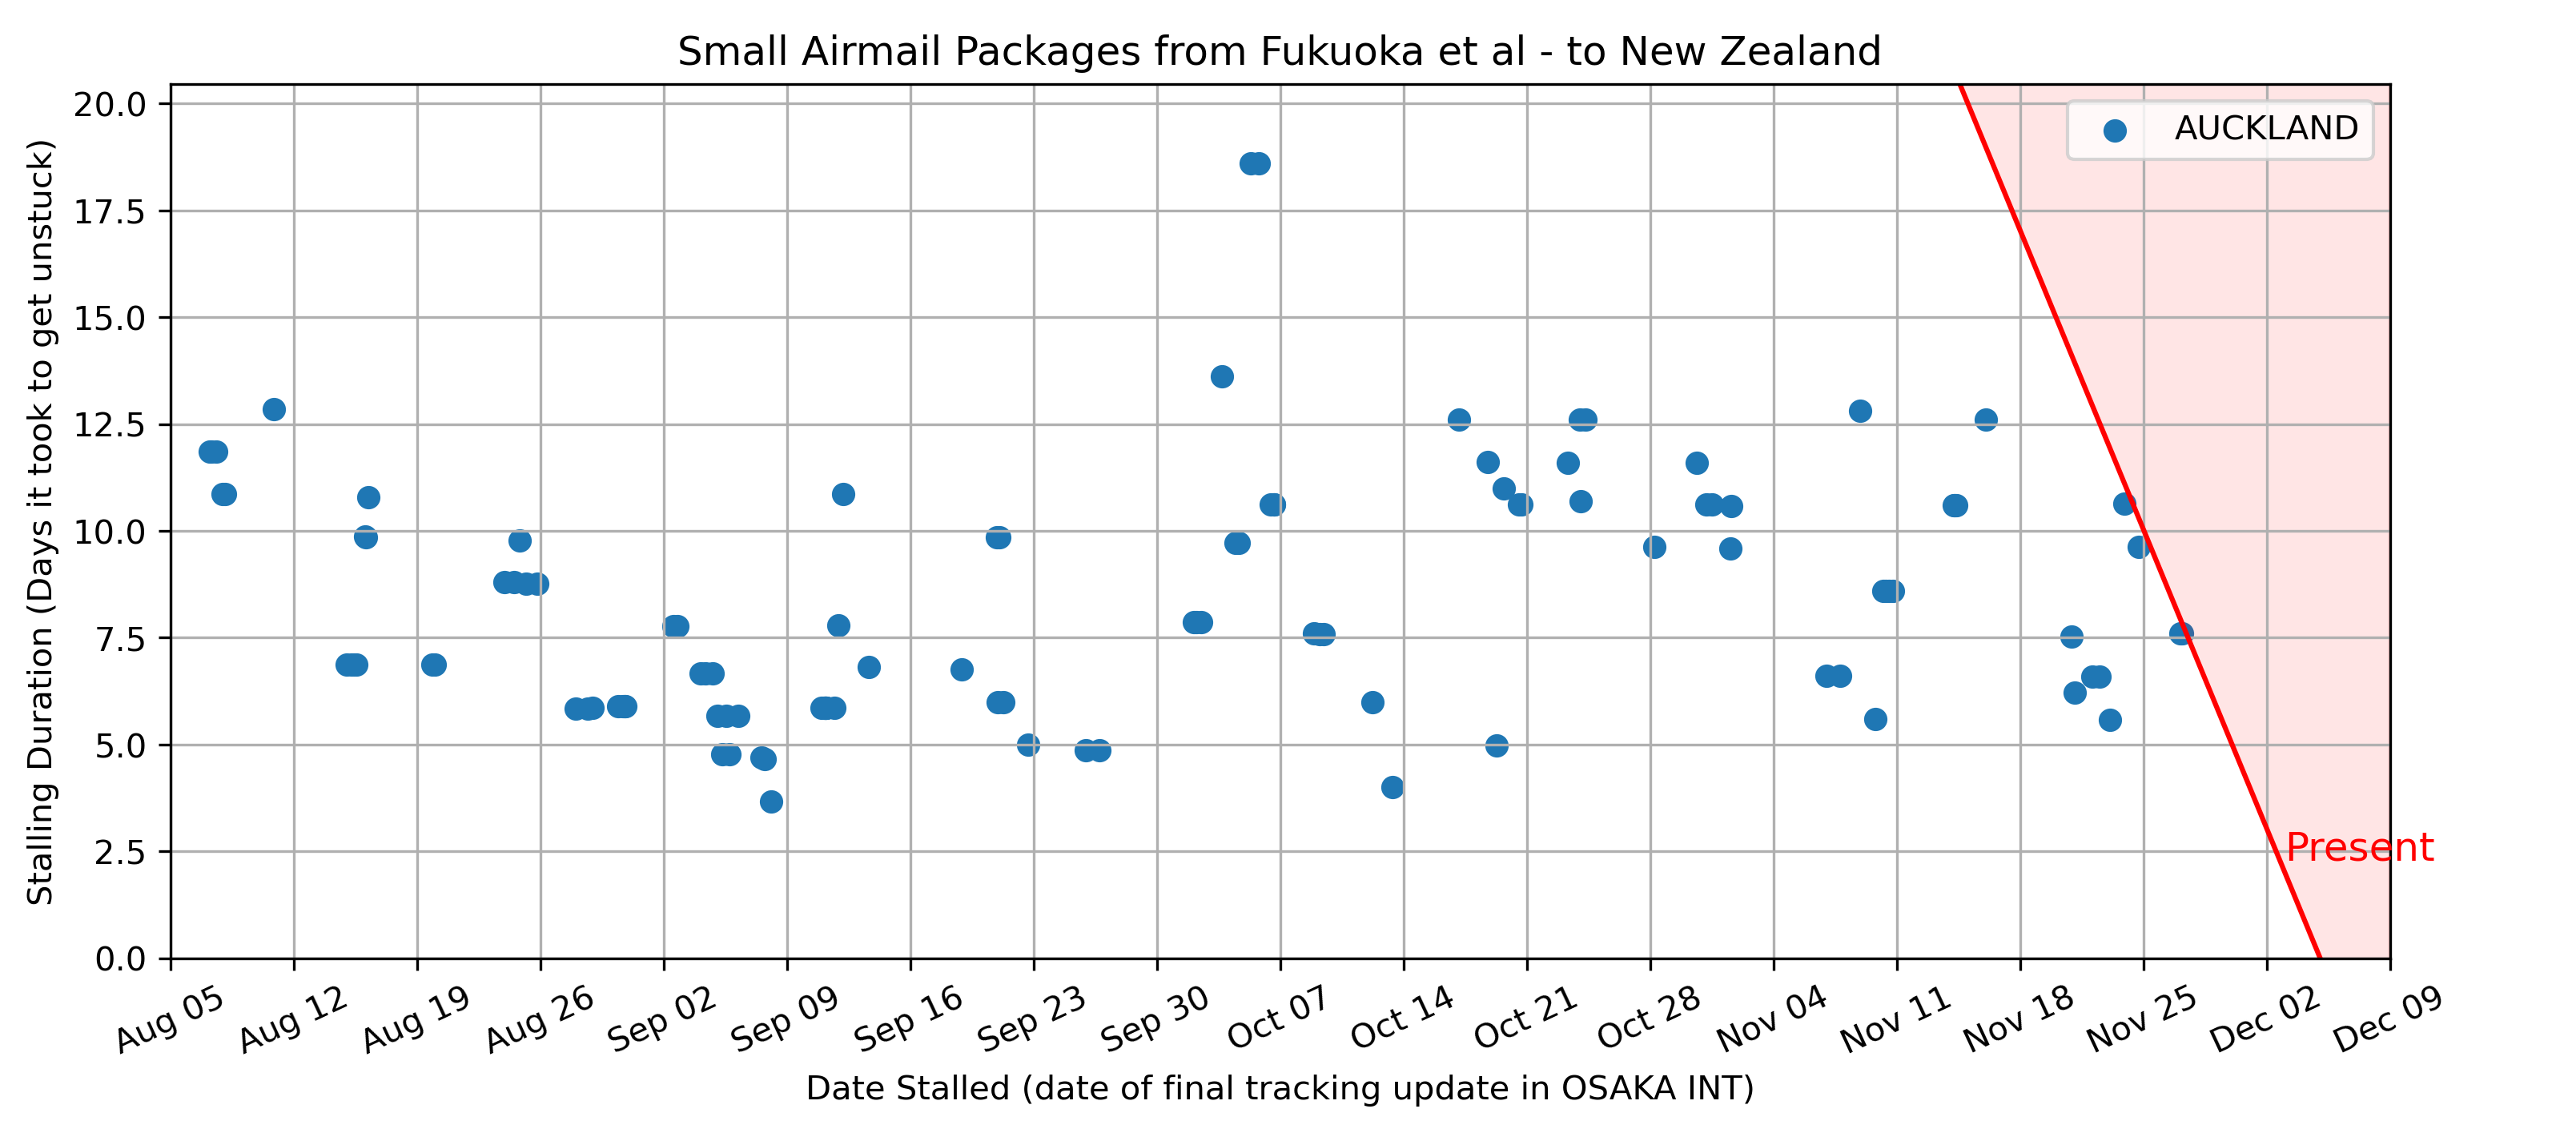 Small Airmail Packages from Fukuoka et al - to New Zealand
Stalling Duration (Days it took to get unstuck)
20.0
17.5
15.0
12.5
10.0
7.5
5.0
2.5
0.0
AUCKLAND
Present
Aug 05 Aug 12 Aug 19 Aug 26 Sep 02 Sep 09 Sep 16 Sep 23 Sep 30 Oct 07 Oct 14 Oct 21 Oct 28 Nov 04 Nov 11 Nov 18 Nov 25 Dec 02 Dec 09
Date Stalled (date of final tracking update in OSAKA INT)